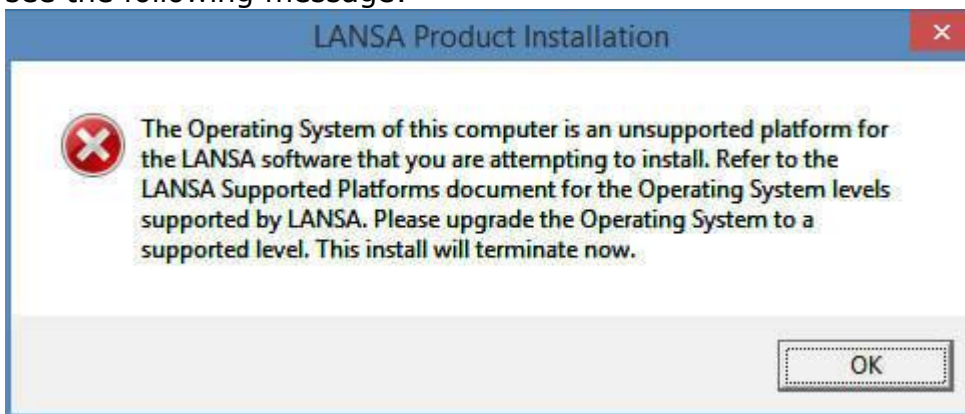 see the following message:
LANSA Product Installation
The Operating System of this computer is an unsupported platform for
the LANSA software that you are attempting to install. Refer to the
LANSA Supported Platforms document for the Operating System levels
supported by LANSA. Please upgrade the Operating System to a
supported level. This install will terminate now.
OK